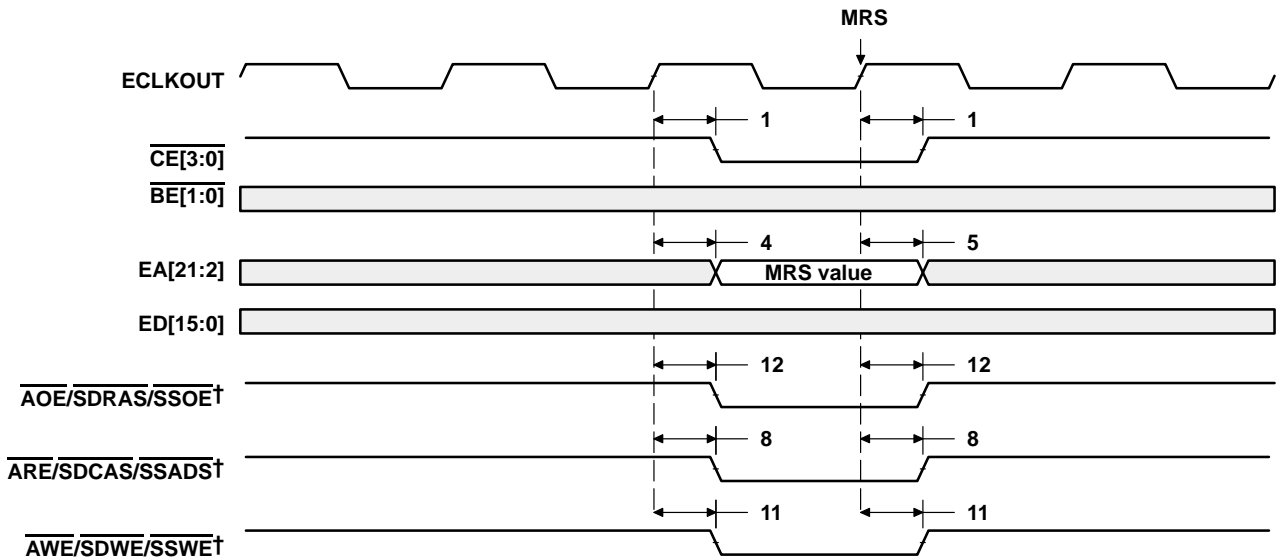 MRS
ECLKOUT
1 1
CE[3:0]
BE[1:0]
4 5
EA[21:2] MRS value
ED[15:0]
12 12
AOE/SDRAS/SSOE†
8 8
ARE/SDCAS/SSADS†
11 11
AWE/SDWE/SSWE†